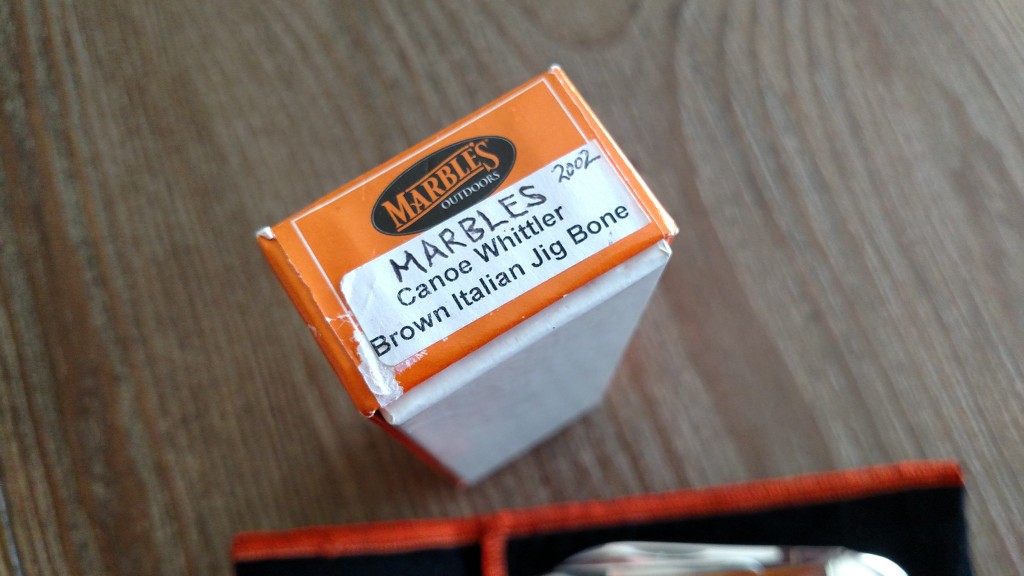 MARBLE'S
OUTDOORS
MARBLES 2002
Canoe Whittler
Brown Italian Jig Bone